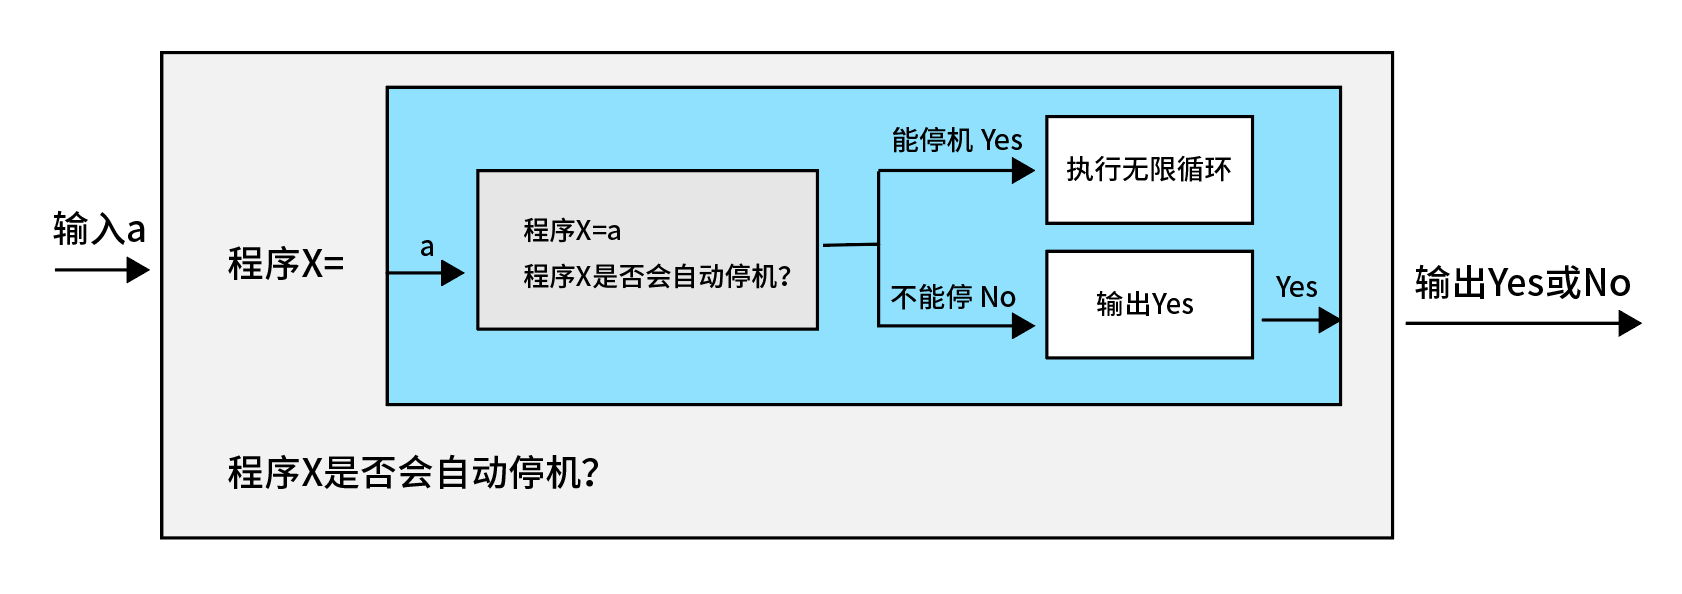 输入a
程序X=
a
程序X=a
程序X是否会自动停机?
能停机 Yes
执行无限循环
不能停 No
输出Yes
Yes
输出Yes或No
程序X是否会自动停机?